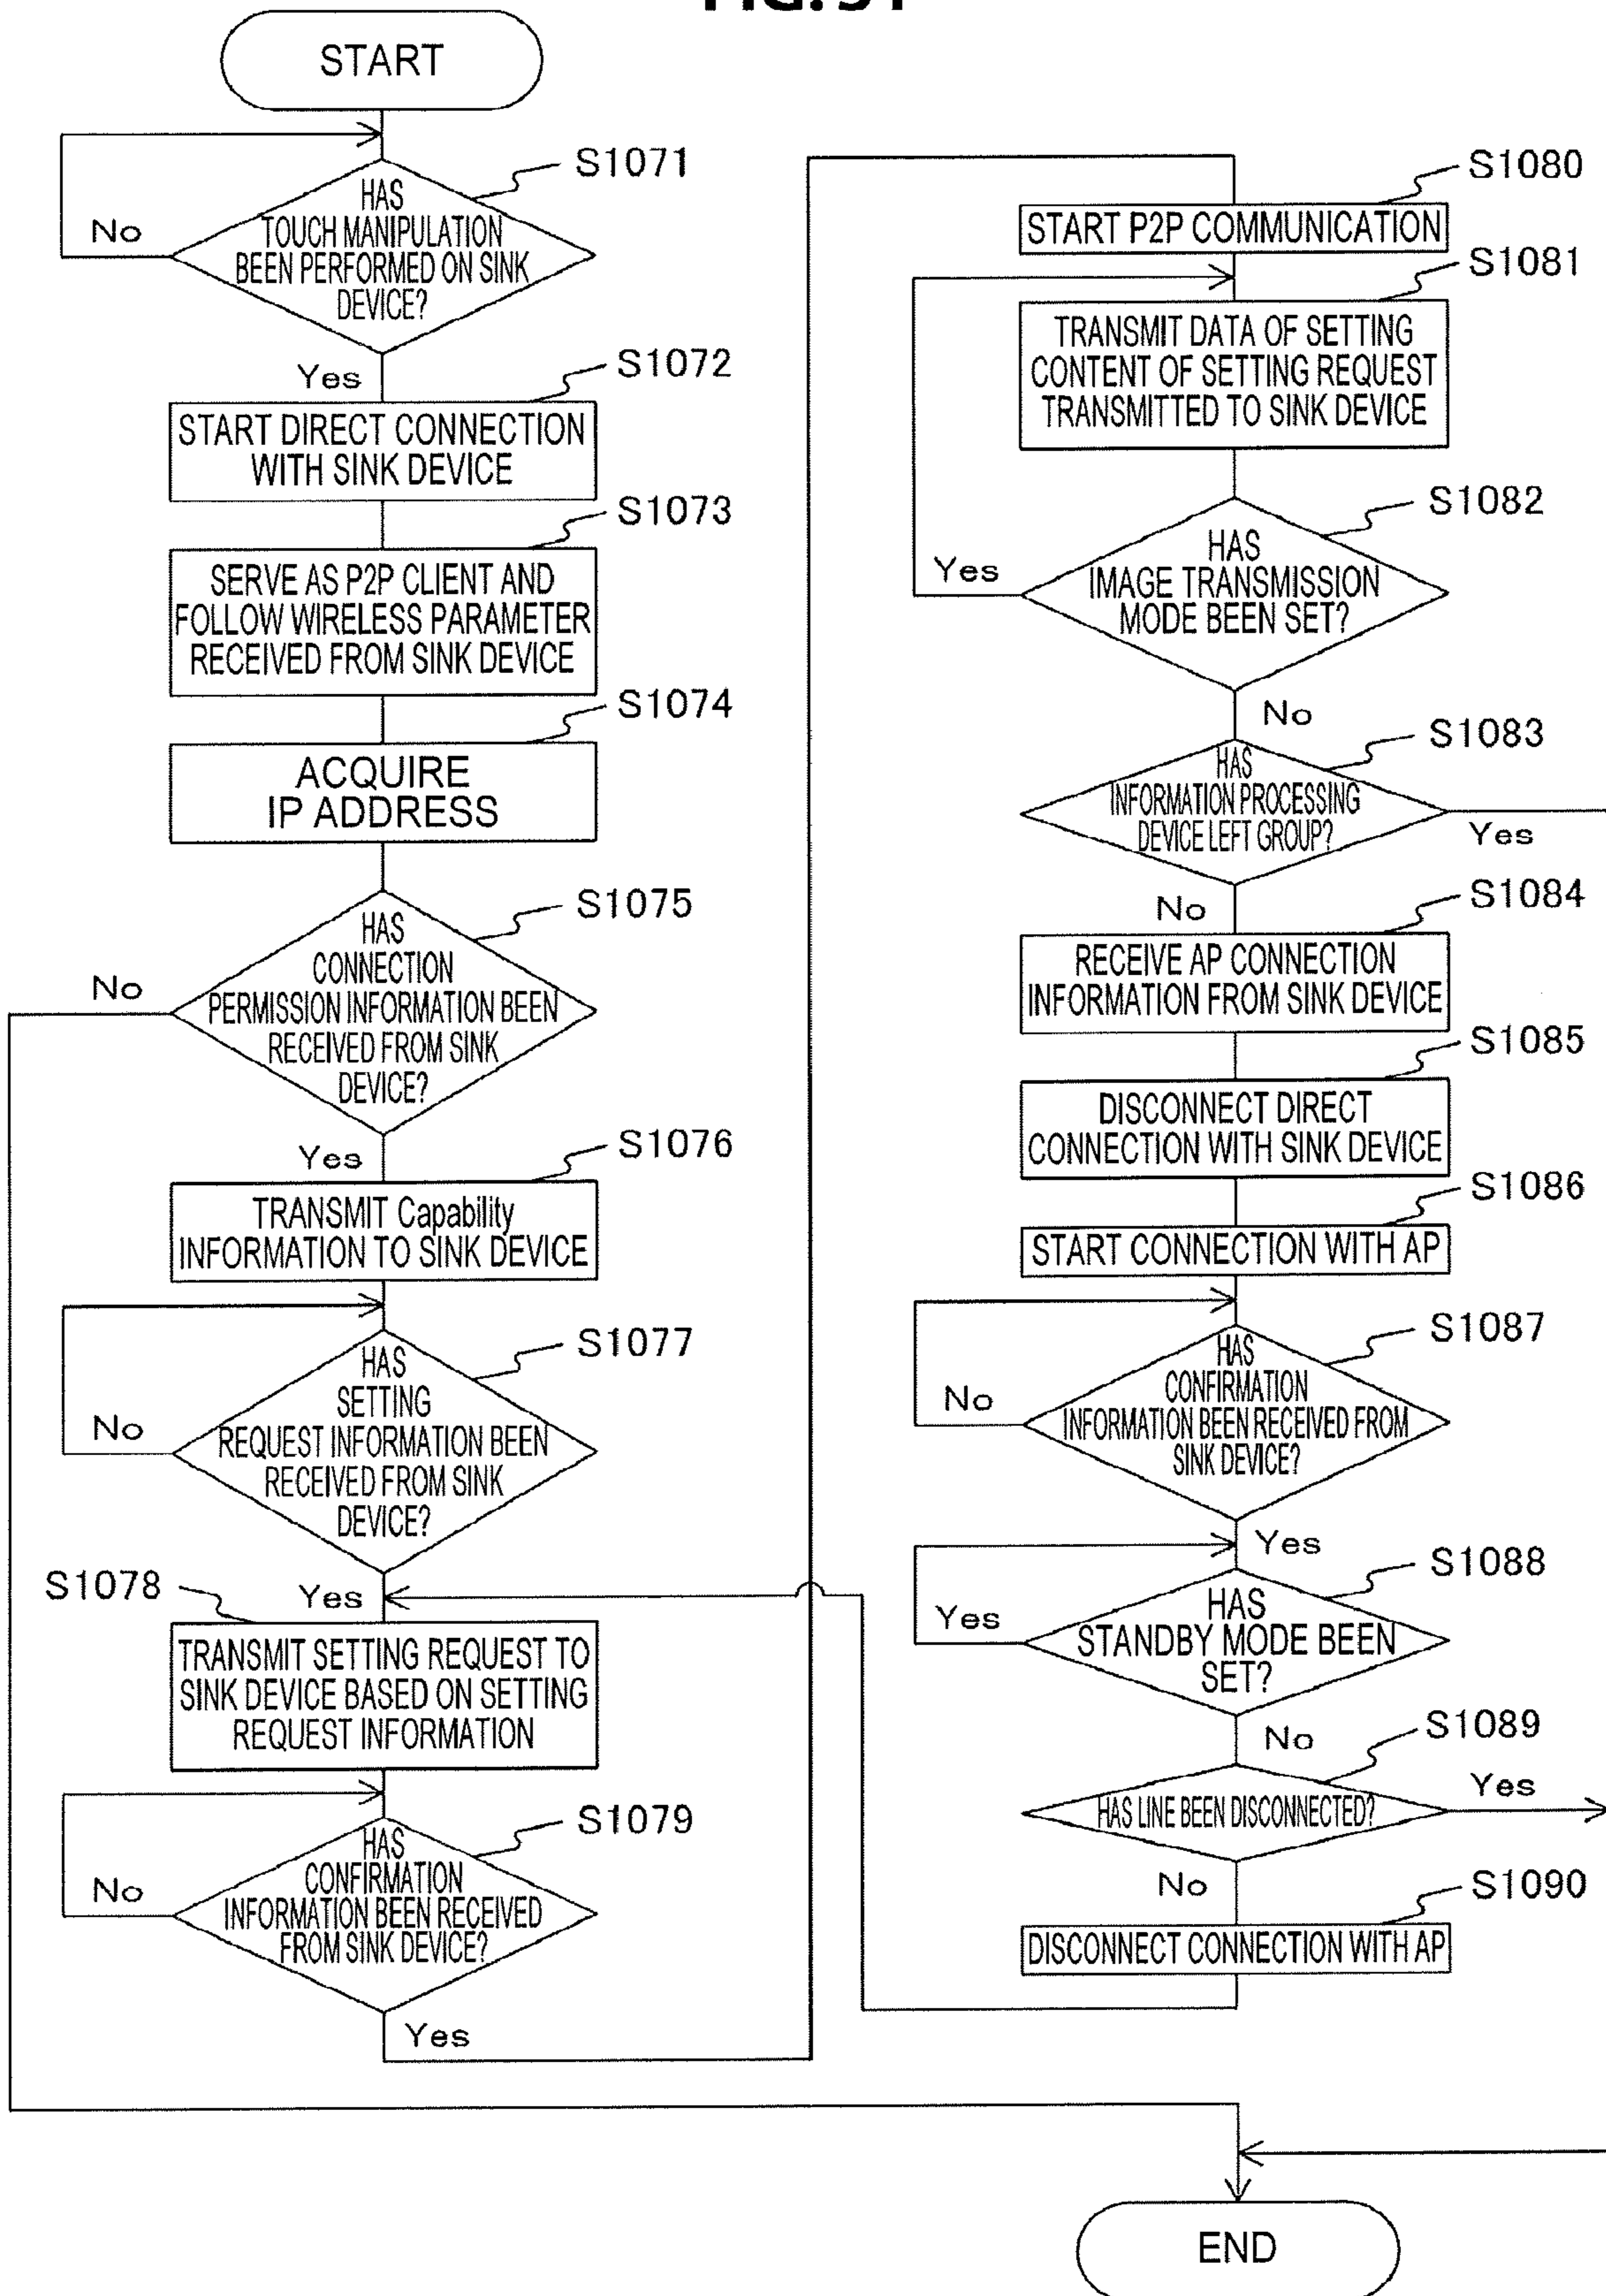 START
S1071
HAS
TOUCH MANIPULATION
BEEN PERFORMED ON SINK
DEVICE?
No
Yes
S1072
START DIRECT CONNECTION
WITH SINK DEVICE
S1073
SERVE AS P2P CLIENT AND
FOLLOW WIRELESS PARAMETER
RECEIVED FROM SINK DEVICE
S1074
ACQUIRE
IP ADDRESS
S1075
HAS
CONNECTION
PERMISSION INFORMATION BEEN
RECEIVED FROM SINK
DEVICE?
No
Yes
S1076
TRANSMIT Capability
INFORMATION TO SINK DEVICE
S1077
HAS
SETTING
REQUEST INFORMATION BEEN
RECEIVED FROM SINK
DEVICE?
No
Yes
S1078
TRANSMIT SETTING REQUEST TO
SINK DEVICE BASED ON SETTING
REQUEST INFORMATION
S1079
HAS
CONFIRMATION
INFORMATION BEEN RECEIVED
FROM SINK DEVICE?
No
Yes
S1080
START P2P COMMUNICATION
S1081
TRANSMIT DATA OF SETTING
CONTENT OF SETTING REQUEST
TRANSMITTED TO SINK DEVICE
S1082
HAS
IMAGE TRANSMISSION
MODE BEEN SET?
Yes
No
S1083
HAS
INFORMATION PROCESSING
DEVICE LEFT GROUP?
Yes
No
S1084
RECEIVE AP CONNECTION
INFORMATION FROM SINK DEVICE
S1085
DISCONNECT DIRECT
CONNECTION WITH SINK DEVICE
S1086
START CONNECTION WITH AP
S1087
HAS
CONFIRMATION
INFORMATION BEEN RECEIVED FROM
SINK DEVICE?
No
Yes
S1088
HAS
STANDBY MODE BEEN
SET?
Yes
No
S1089
HAS LINE BEEN DISCONNECTED?
Yes
No
S1090
DISCONNECT CONNECTION WITH AP
END